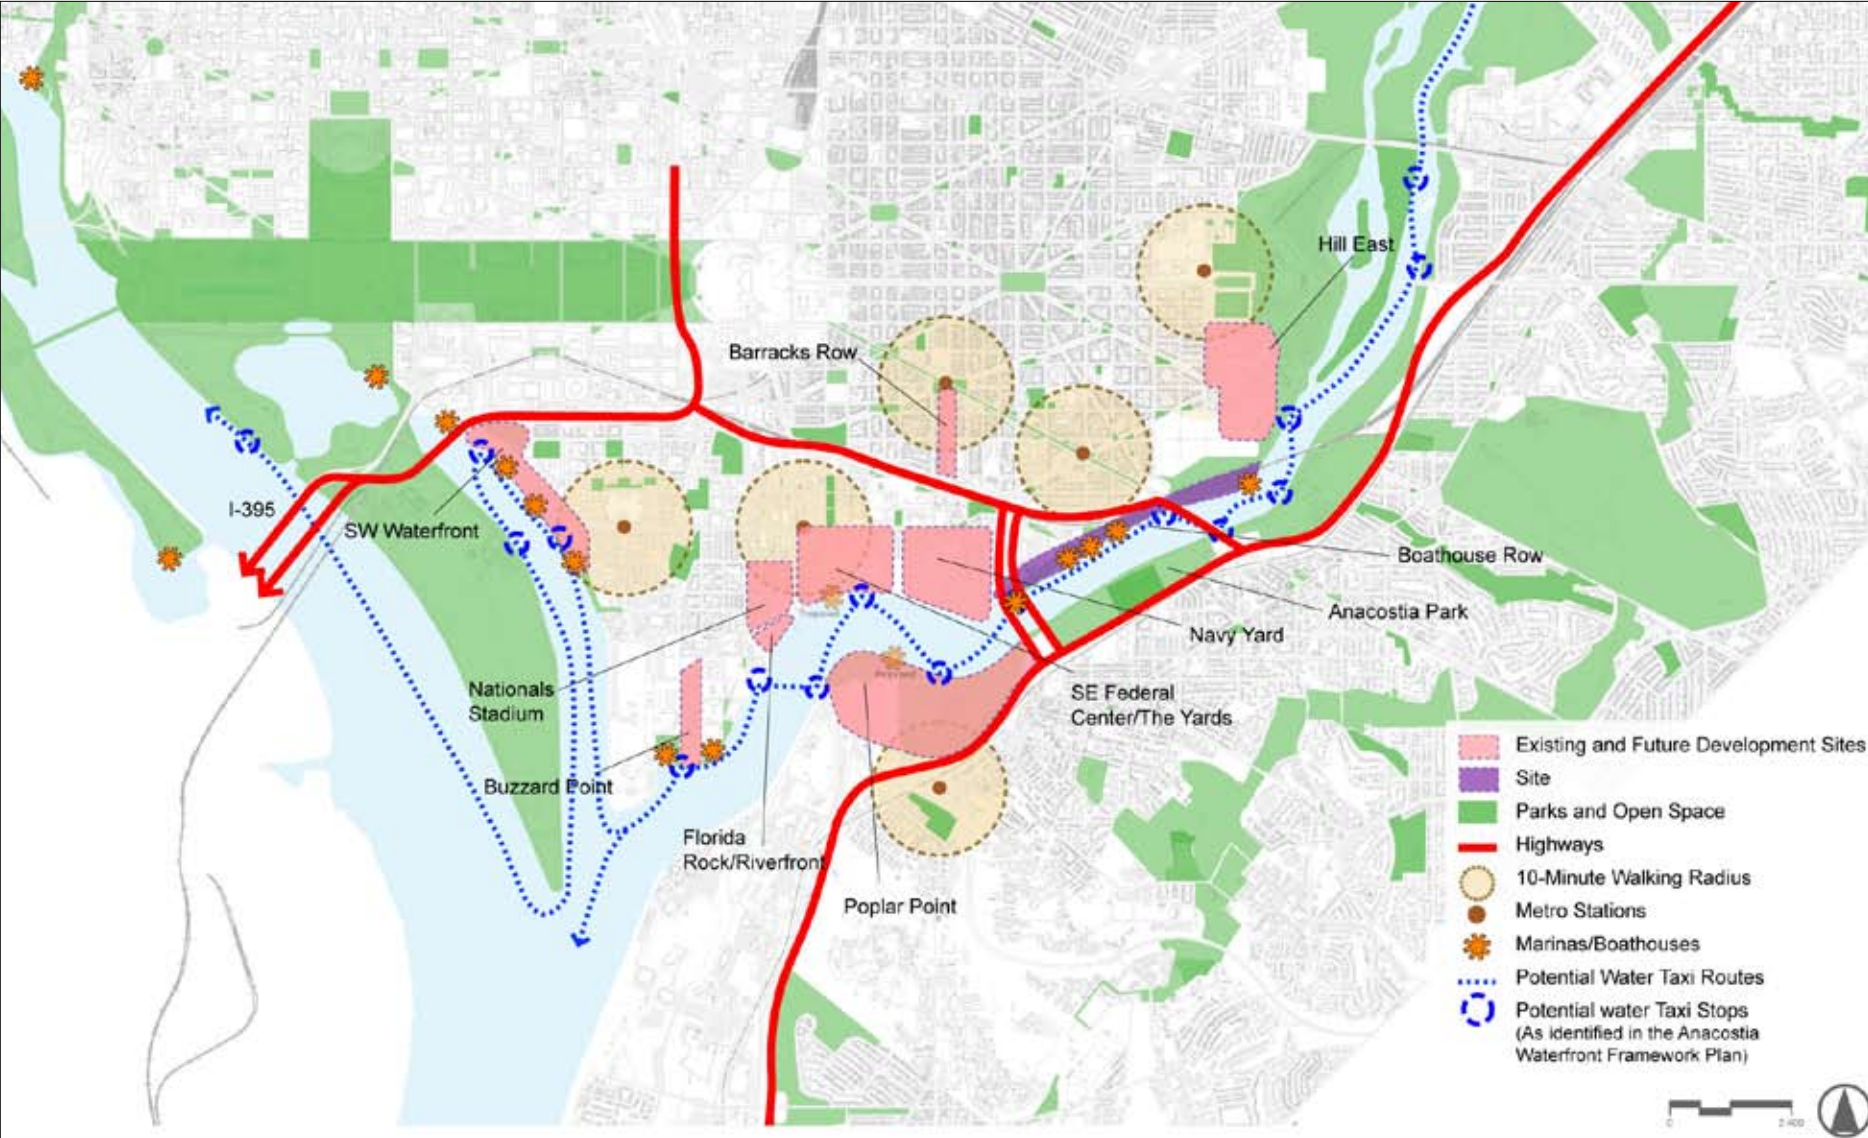 Hill East
Barracks Row
I-395
SW Waterfront
Boathouse Row
Anacostia Park
Navy Yard
Nationals
Stadium
SE Federal
Center/The Yards
Buzzard Point
Florida
Rock/Riverfront
Poplar Point
Existing and Future Development Sites
Site
Parks and Open Space
Highways
10-Minute Walking Radius
Metro Stations
Marinas/Boathouses
Potential Water Taxi Routes
Potential water Taxi Stops
(As identified in the Anacostia
Waterfront Framework Plan)
0